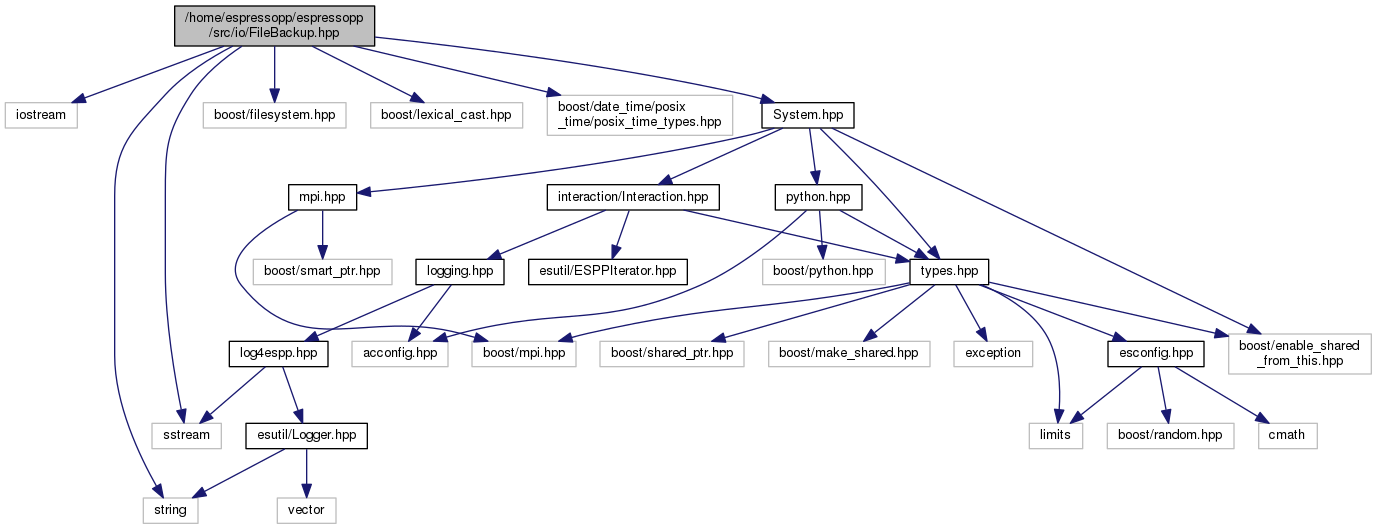 /home/espressopp/espressopp
/src/io/FileBackup.hpp
iostream
boost/filesystem.hpp
boost/lexical_cast.hpp
boost/date_time/posix
_time/posix_time_types.hpp
System.hpp
mpi.hpp
interaction/Interaction.hpp
python.hpp
boost/smart_ptr.hpp
logging.hpp
esutil/ESPPIterator.hpp
boost/python.hpp
types.hpp
log4espp.hpp
acconfig.hpp
boost/mpi.hpp
boost/shared_ptr.hpp
boost/make_shared.hpp
exception
esconfig.hpp
boost/enable_shared
_from_this.hpp
sstream
esutil/Logger.hpp
limits
boost/random.hpp
cmath
string
vector